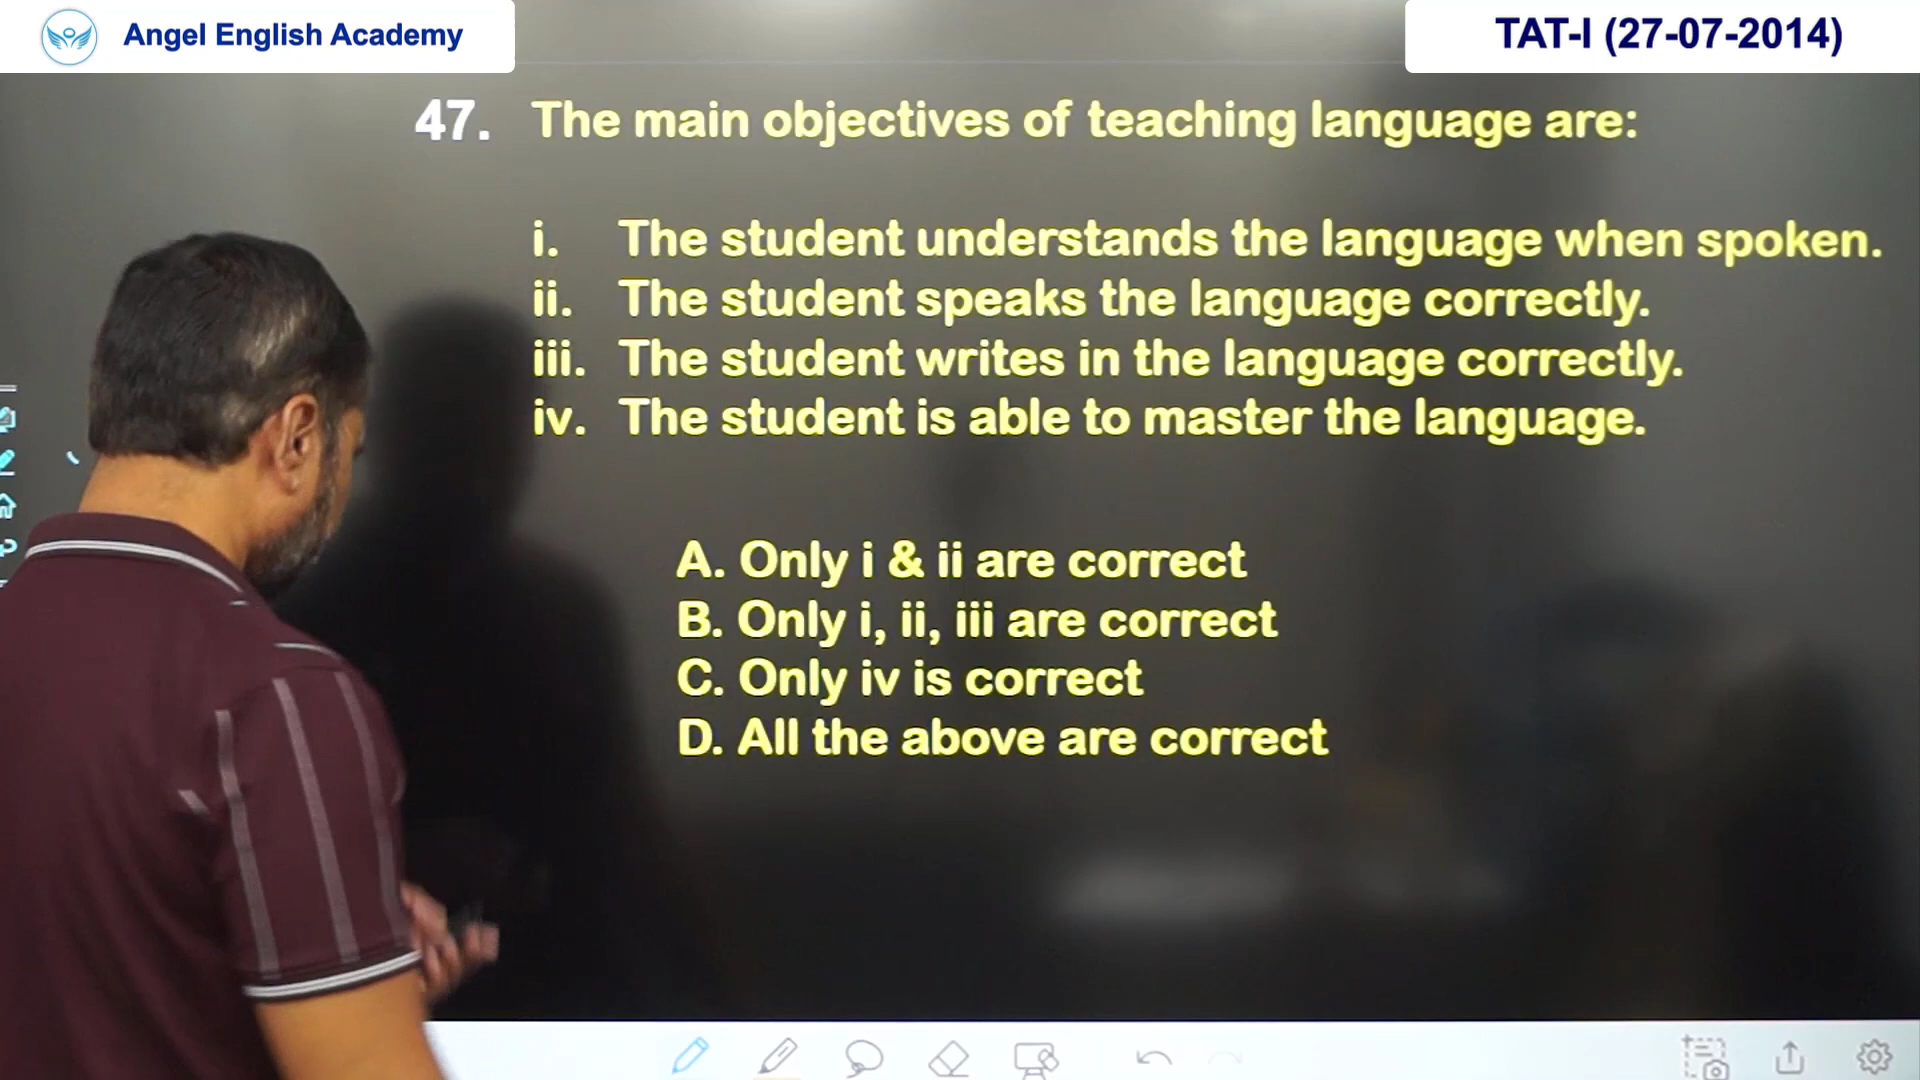 Angel English Academy
TAT-I (27-07-2014)
47. The main objectives of teaching language are:
i. The student understands the language when spoken.
ii. The student speaks the language correctly.
iii. The student writes in the language correctly.
iv. The student is able to master the language.
A. Only i & ii are correct
B. Only i, ii, iii are correct
C. Only iv is correct
D. All the above are correct